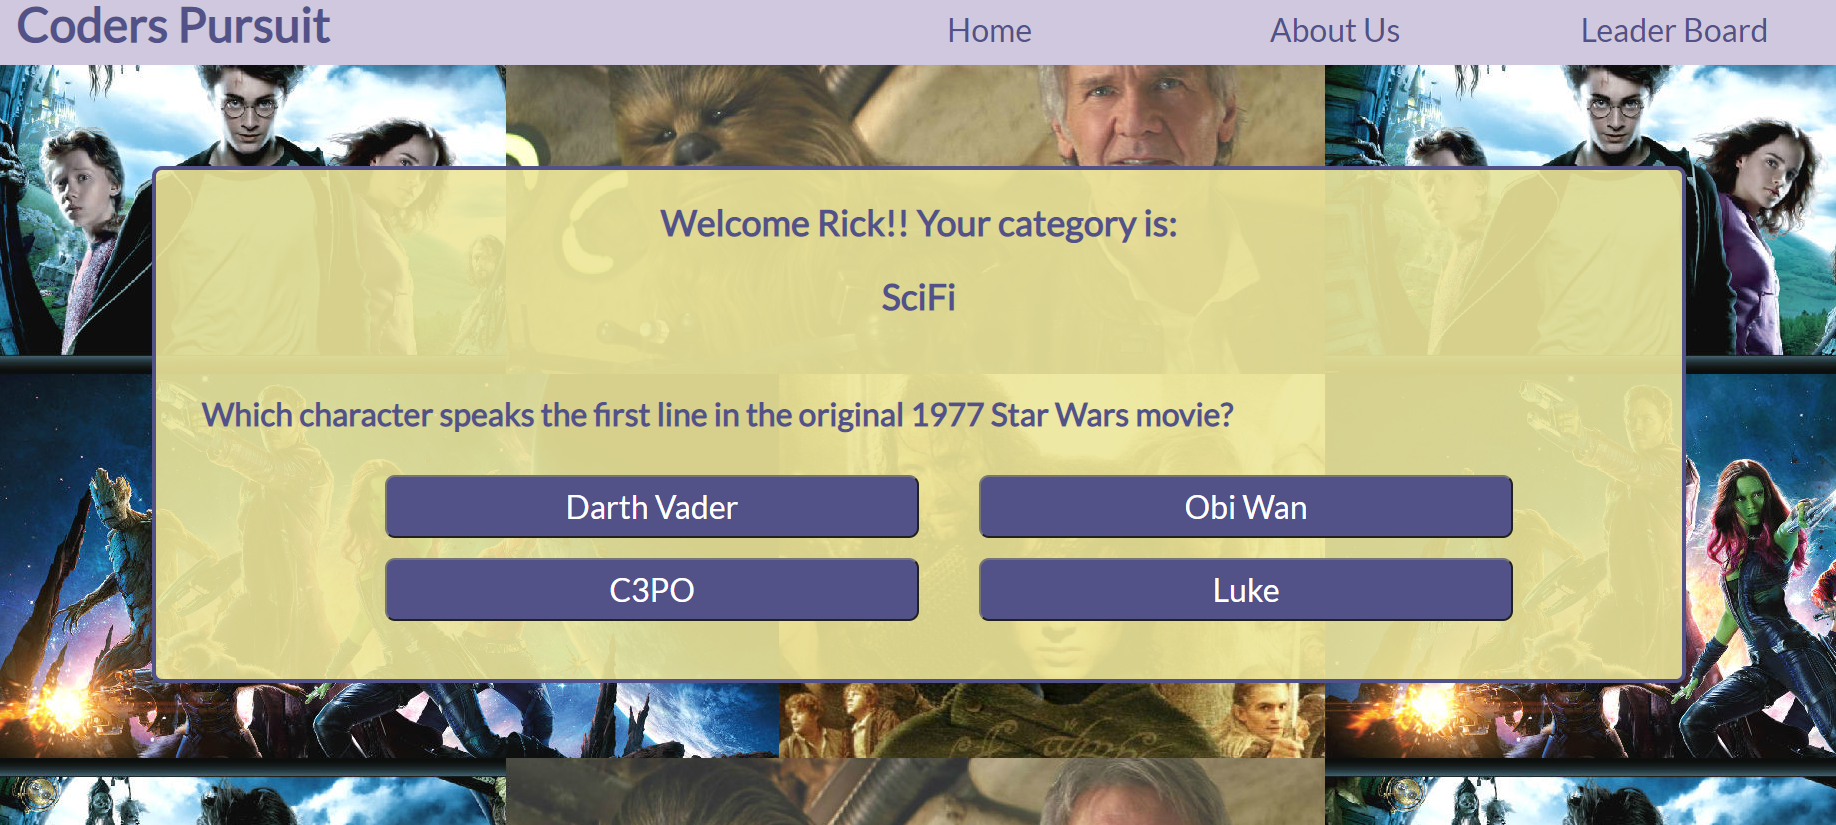 Coders Pursuit Home About Us Leader Board
Welcome Rick!! Your category is:
SciFi
Which character speaks the first line in the original 1977 Star Wars movie?
Darth Vader Obi Wan
C3PO Luke